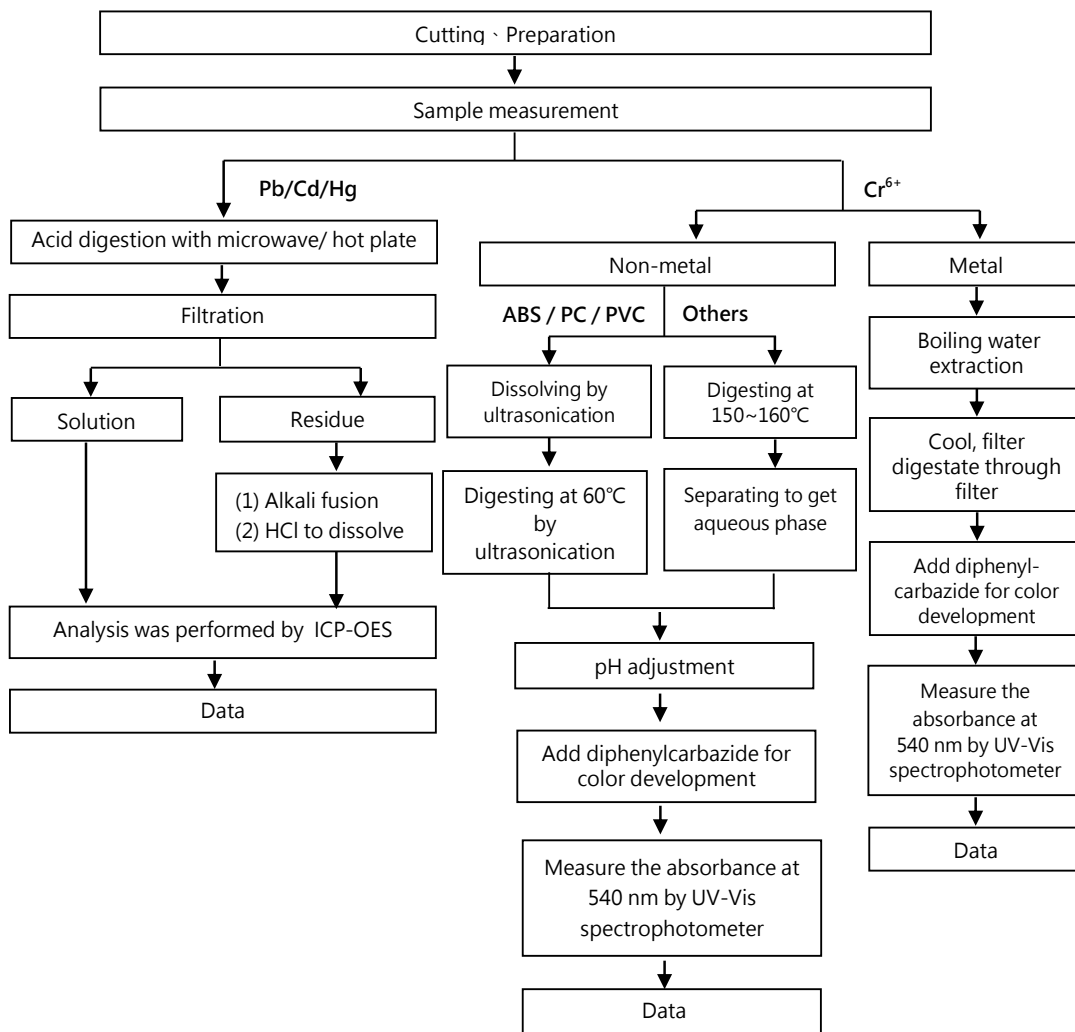 Cutting、Preparation
Sample measurement
Pb/Cd/Hg
Acid digestion with microwave/ hot plate
Filtration
Solution
Residue
(1) Alkali fusion
(2) HCl to dissolve
Analysis was performed by ICP-OES
Data
Cr⁶⁺
Non-metal
ABS / PC / PVC
Others
Dissolving by
ultrasonication
Digesting at 60℃
by
ultrasonication
Digesting at
150~160℃
Separating to get
aqueous phase
pH adjustment
Add diphenylcarbazide for
color development
Measure the absorbance at
540 nm by UV-Vis
spectrophotometer
Data
Metal
Boiling water
extraction
Cool, filter
digestate through
filter
Add diphenyl-
carbazide for color
development
Measure the
absorbance at
540 nm by UV-Vis
spectrophotometer
Data